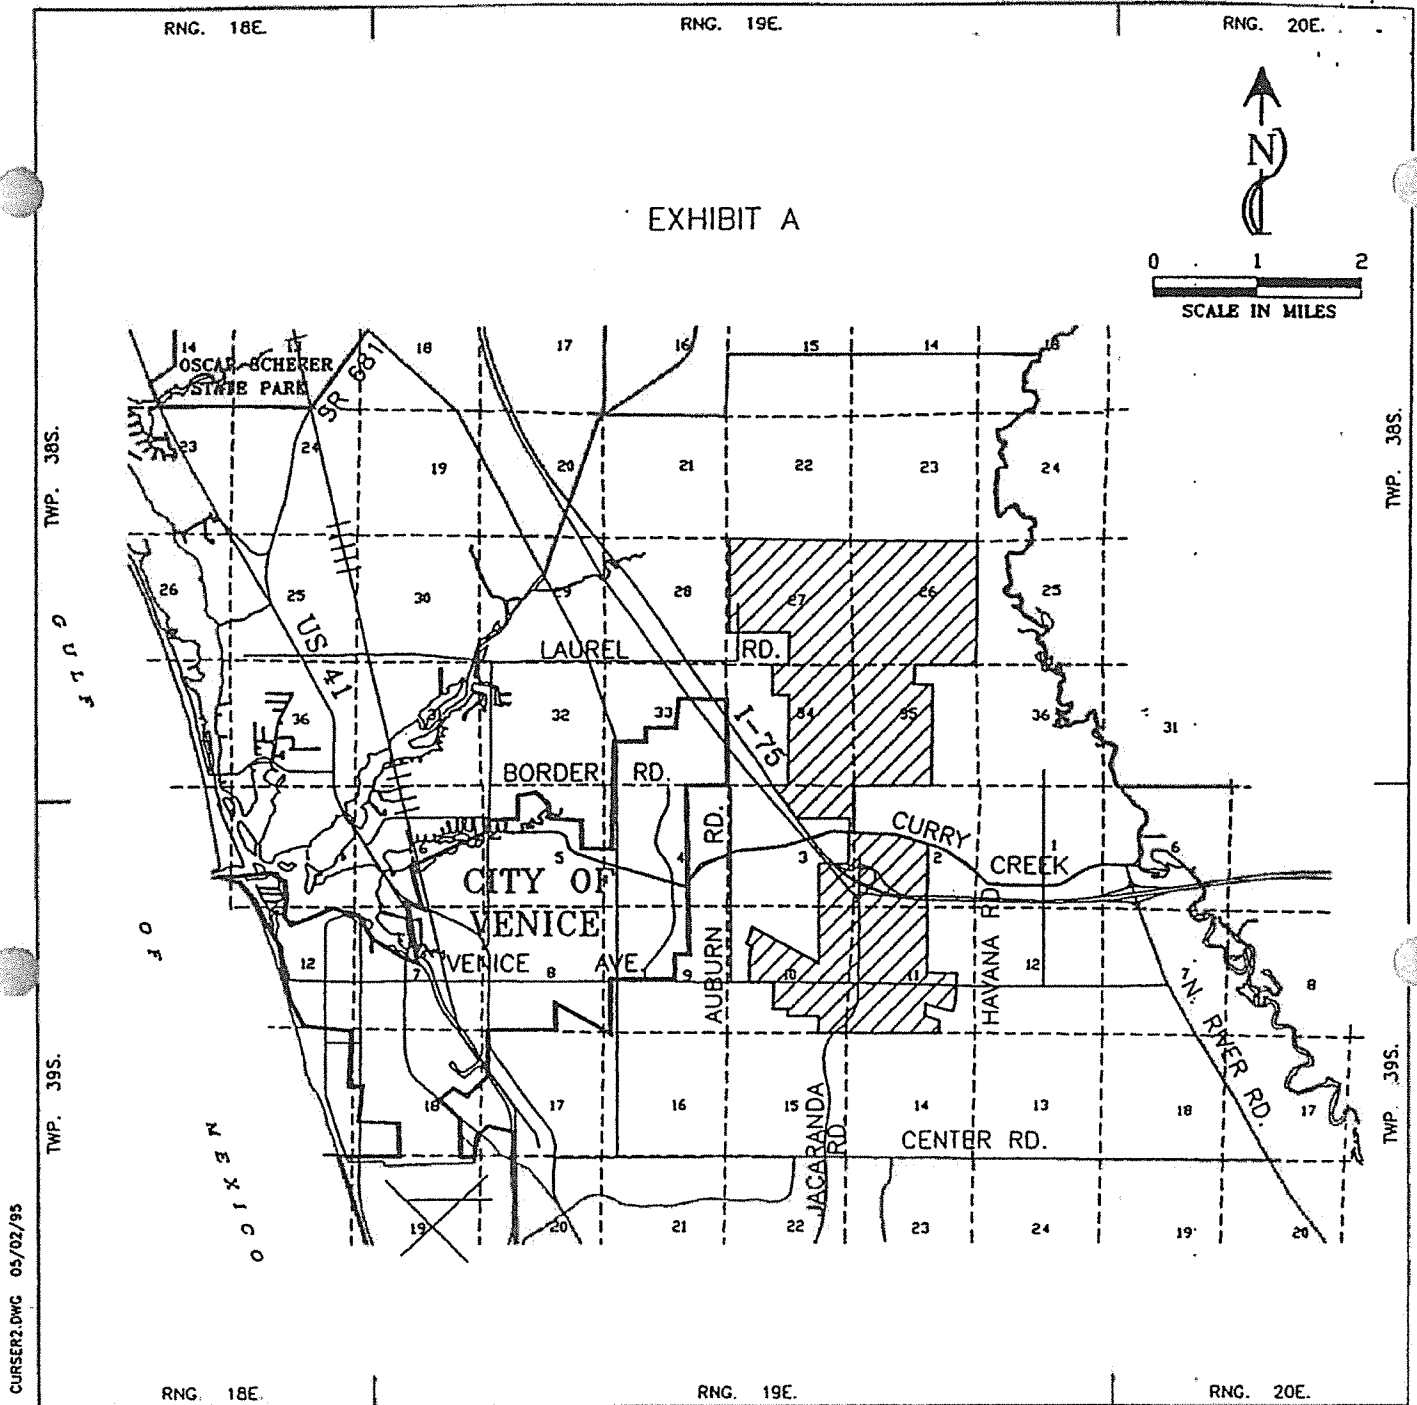 RNG. 18E. RNG. 19E. RNG. 20E.
N
EXHIBIT A
0 1 2
SCALE IN MILES
14 13 18 17 16 15 14 13
OSCAR SCHERER
STATE PARK
SR 681
TWP. 38S.
TWP. 38S.
23 24 19 20 21 22 23 24
26 25 30 29 28 27 26 25
US 41
LAUREL RD.
36 31 32 33 34 35 36 31
I-75
BORDER RD.
CURRY CREEK
6 5 4 3 2 1 6
CITY OF
VENICE
AUBURN RD.
HAVANA RD
VENICE AVE.
12 7 8 9 10 11 12 7 8
N. RIVER RD.
GULF OF MEXICO
TWP. 39S.
TWP. 39S.
18 17 16 15 14 13 18 17
JACARANDA RD.
CENTER RD.
19 20 21 22 23 24 19 20
CURSER2.DWG 05/02/95
RNG. 18E. RNG. 19E. RNG. 20E.